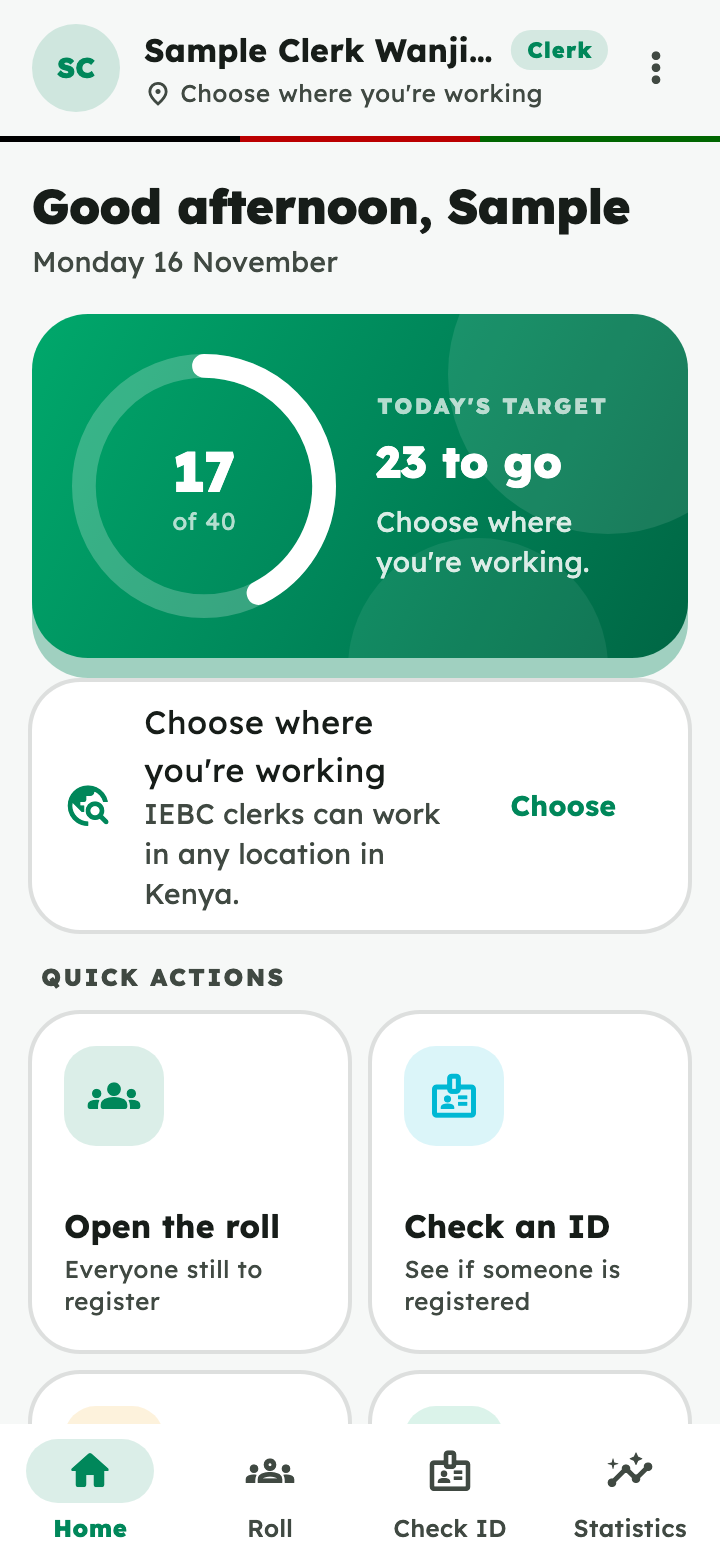 SC
Sample Clerk Wanji... Clerk
Choose where you're working
Good afternoon, Sample
Monday 16 November
17
of 40
TODAY'S TARGET
23 to go
Choose where
you're working.
Choose where
you're working
IEBC clerks can work
in any location in
Kenya.
Choose
QUICK ACTIONS
Open the roll
Everyone still to
register
Check an ID
See if someone is
registered
Home
Roll
Check ID
Statistics